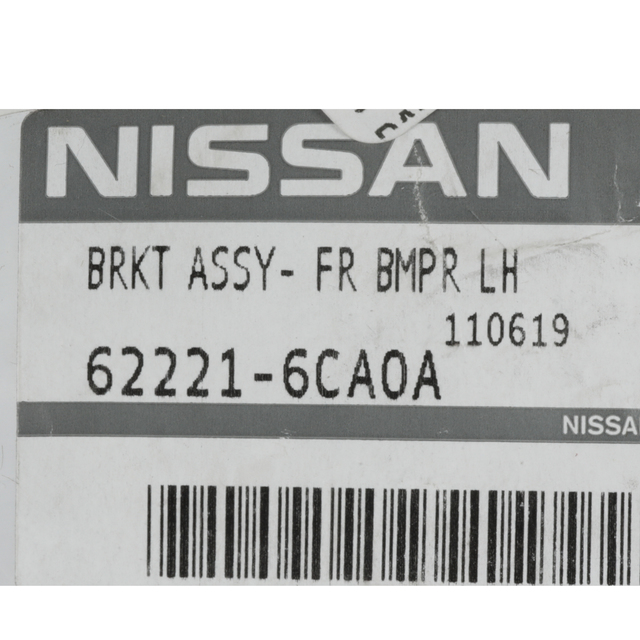 NISSAN
BRKT ASSY- FR BMPR LH
110619
62221-6CA0A
NISSA